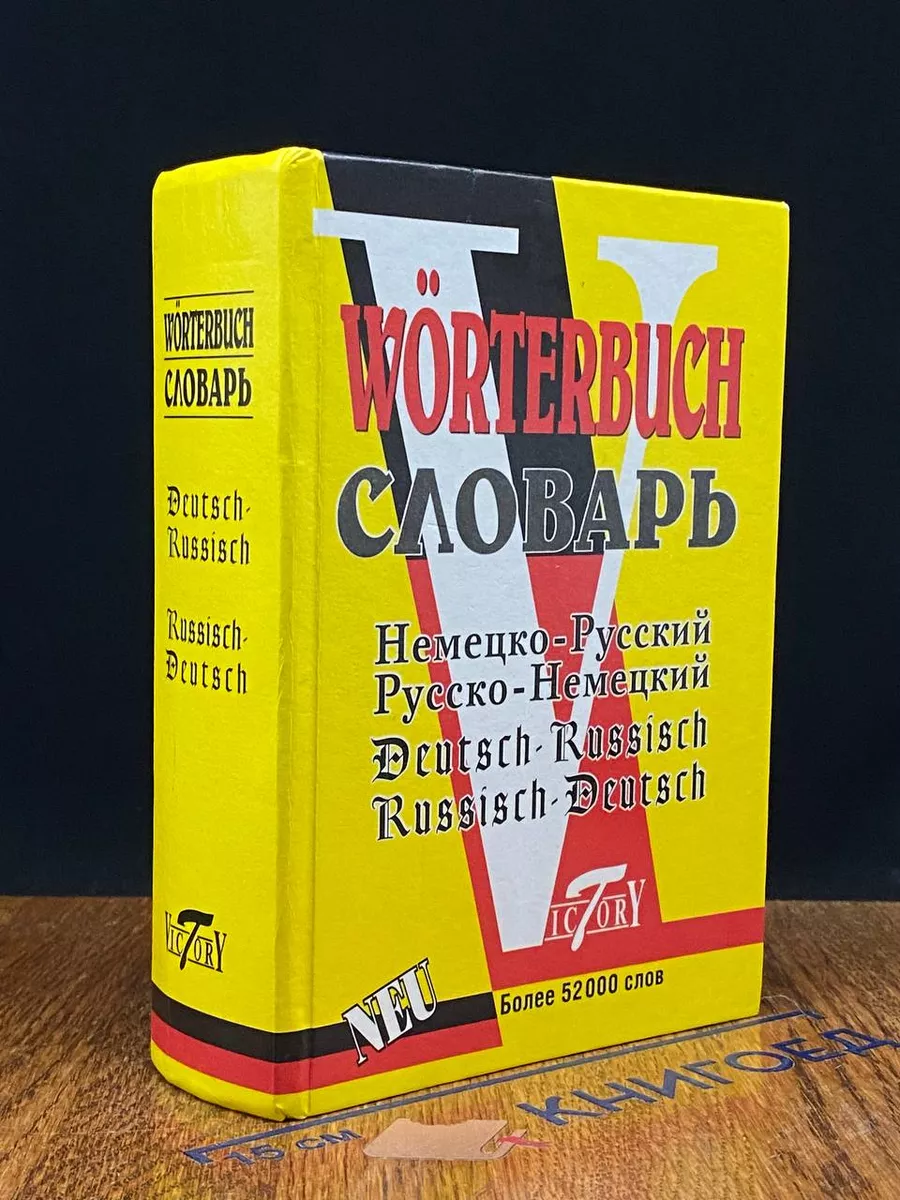 WÖRTERBUCH
СЛОВАРЬ
Deutsch-
Russisch
Russisch-
Deutsch
VICTORY
WÖRTERBUCH
СЛОВАРЬ
Немецко-Русский
Русско-Немецкий
Deutsch-Russisch
Russisch-Deutsch
VICTORY
NEU
Более 52000 слов
15 см
КНИГОЕД